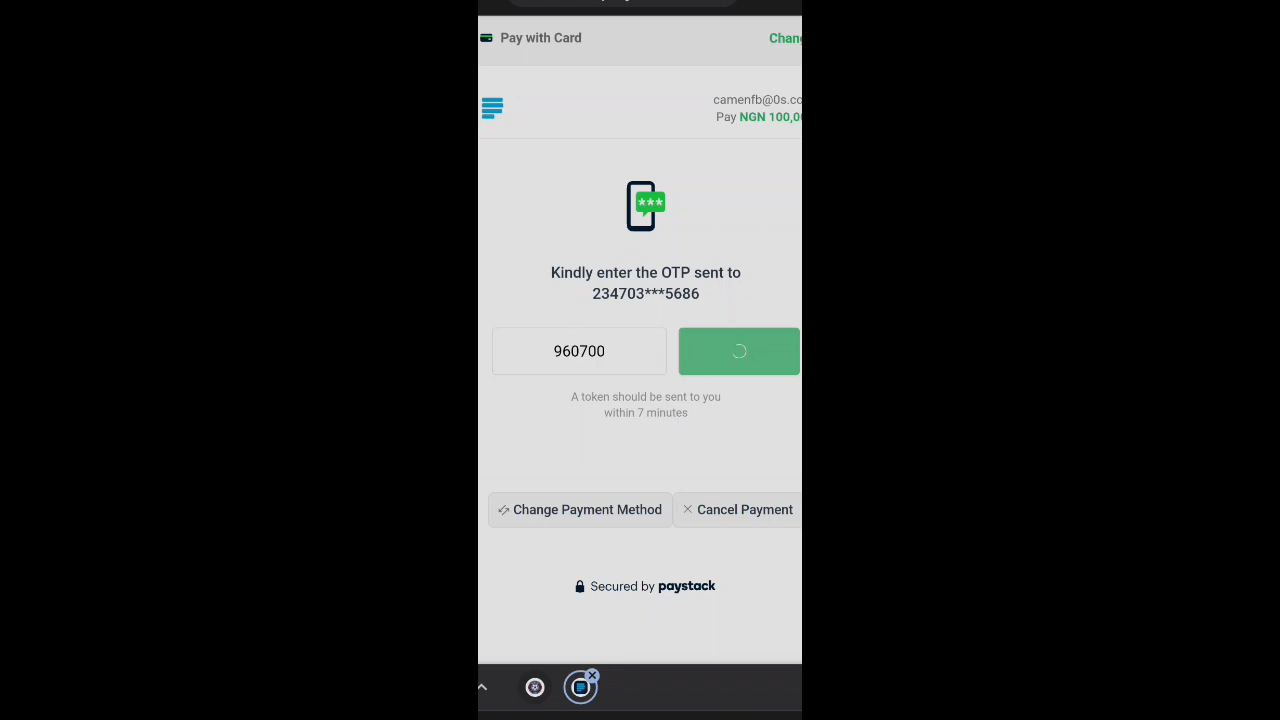 Pay with Card
Chang
camenfb@0s.co
Pay NGN 100,00
***
Kindly enter the OTP sent to
234703***5686
960700
A token should be sent to you
within 7 minutes
Change Payment Method
Cancel Payment
Secured by paystack